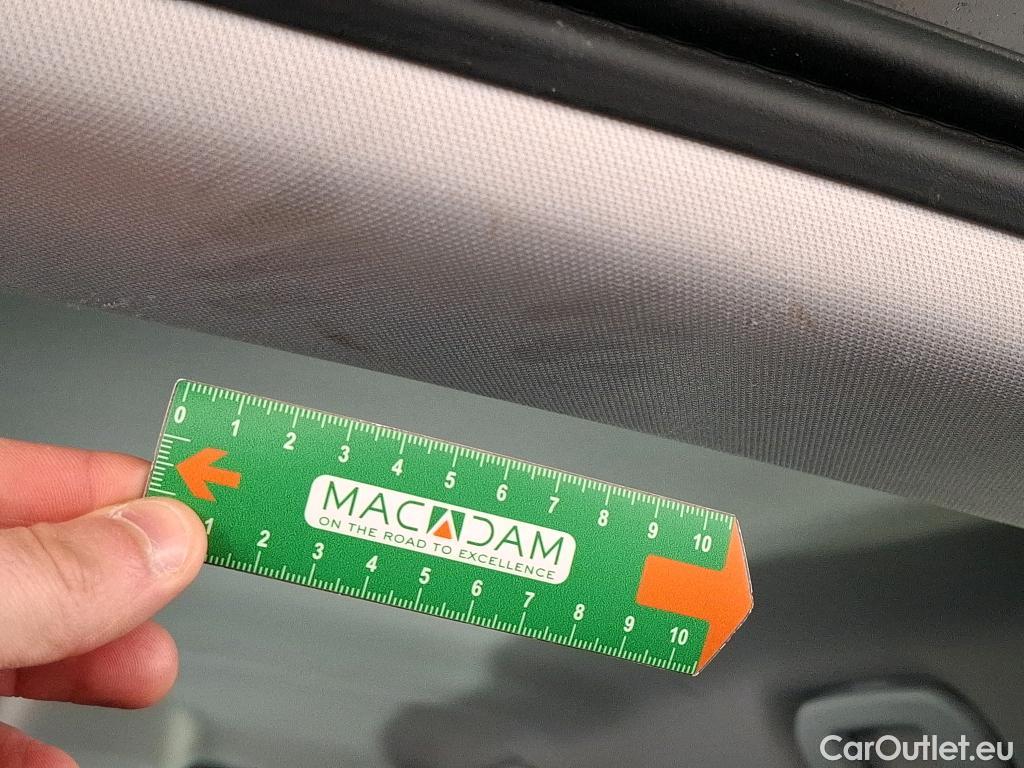 0 1 2 3 4 5 6 7 8 9 10
MACADAM
ON THE ROAD TO EXCELLENCE
1 2 3 4 5 6 7 8 9 10
CarOutlet.eu